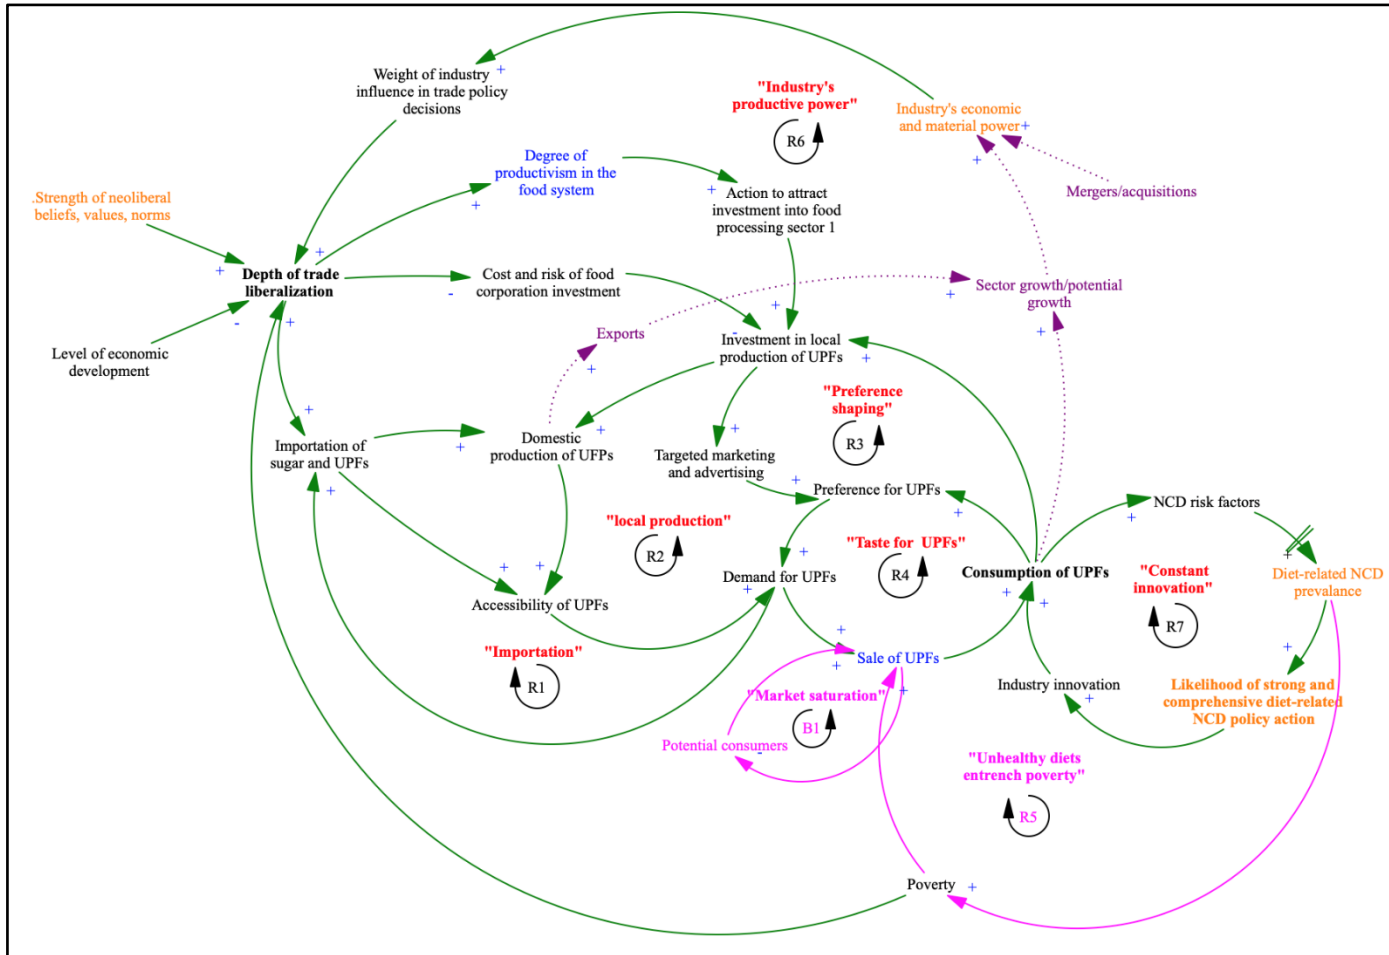 Weight of industry
influence in trade policy
decisions
+
"Industry's
productive power"
R6
Industry's economic
and material power
+
+
Mergers/acquisitions
Degree of
productivism in the
food system
+
+
Action to attract
investment into food
processing sector 1
.Strength of neoliberal
beliefs, values, norms
+
+
Depth of trade
liberalization
-
+
Level of economic
development
Cost and risk of food
corporation investment
-
Sector growth/potential
growth
+
+
Exports
+
+
-
Investment in local
production of UPFs
+
"Preference
shaping"
R3
+
Importation of
sugar and UPFs
+
+
Domestic
production of UFPs
+
Targeted marketing
and advertising
+
+
Preference for UPFs
+
NCD risk factors
+
"local production"
R2
"Taste for UPFs"
R4
+
Demand for UPFs
+
Consumption of UPFs
+
+
"Constant
innovation"
R7
+
Diet-related NCD
prevalance
+
+
Accessibility of UPFs
"Importation"
R1
+
+
Sale of UPFs
+
"Market saturation"
B1
Potential consumers
-
Industry innovation
+
+
Likelihood of strong and
comprehensive diet-related
NCD policy action
"Unhealthy diets
entrench poverty"
R5
Poverty
+